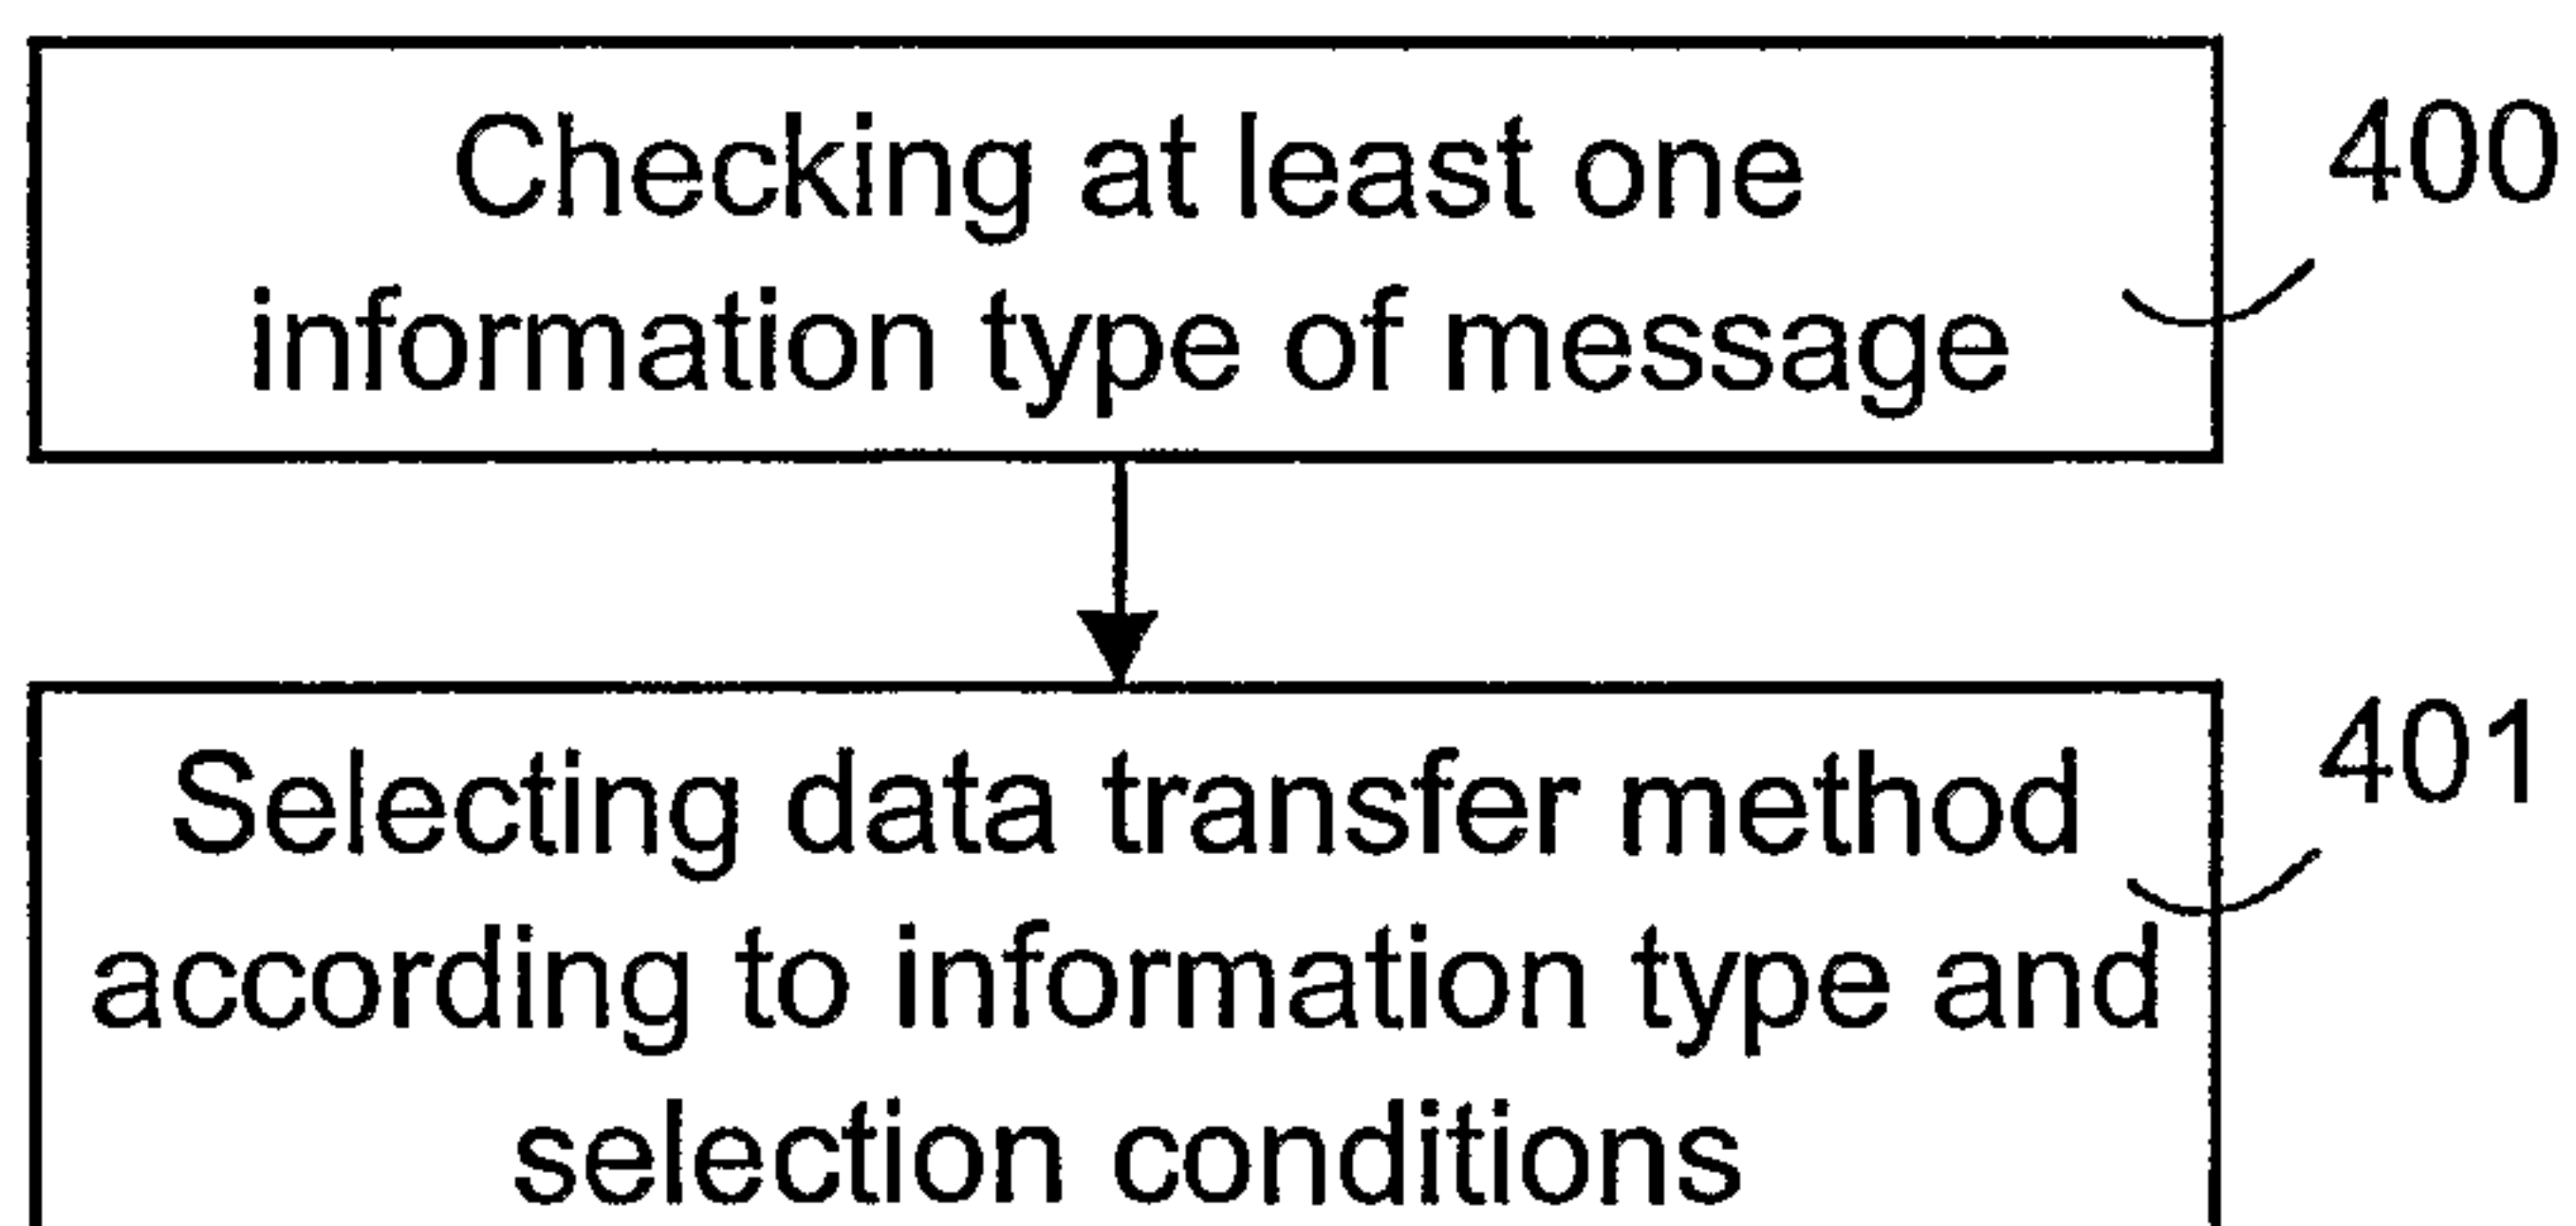 Checking at least one
information type of message
400
Selecting data transfer method
according to information type and
selection conditions
401